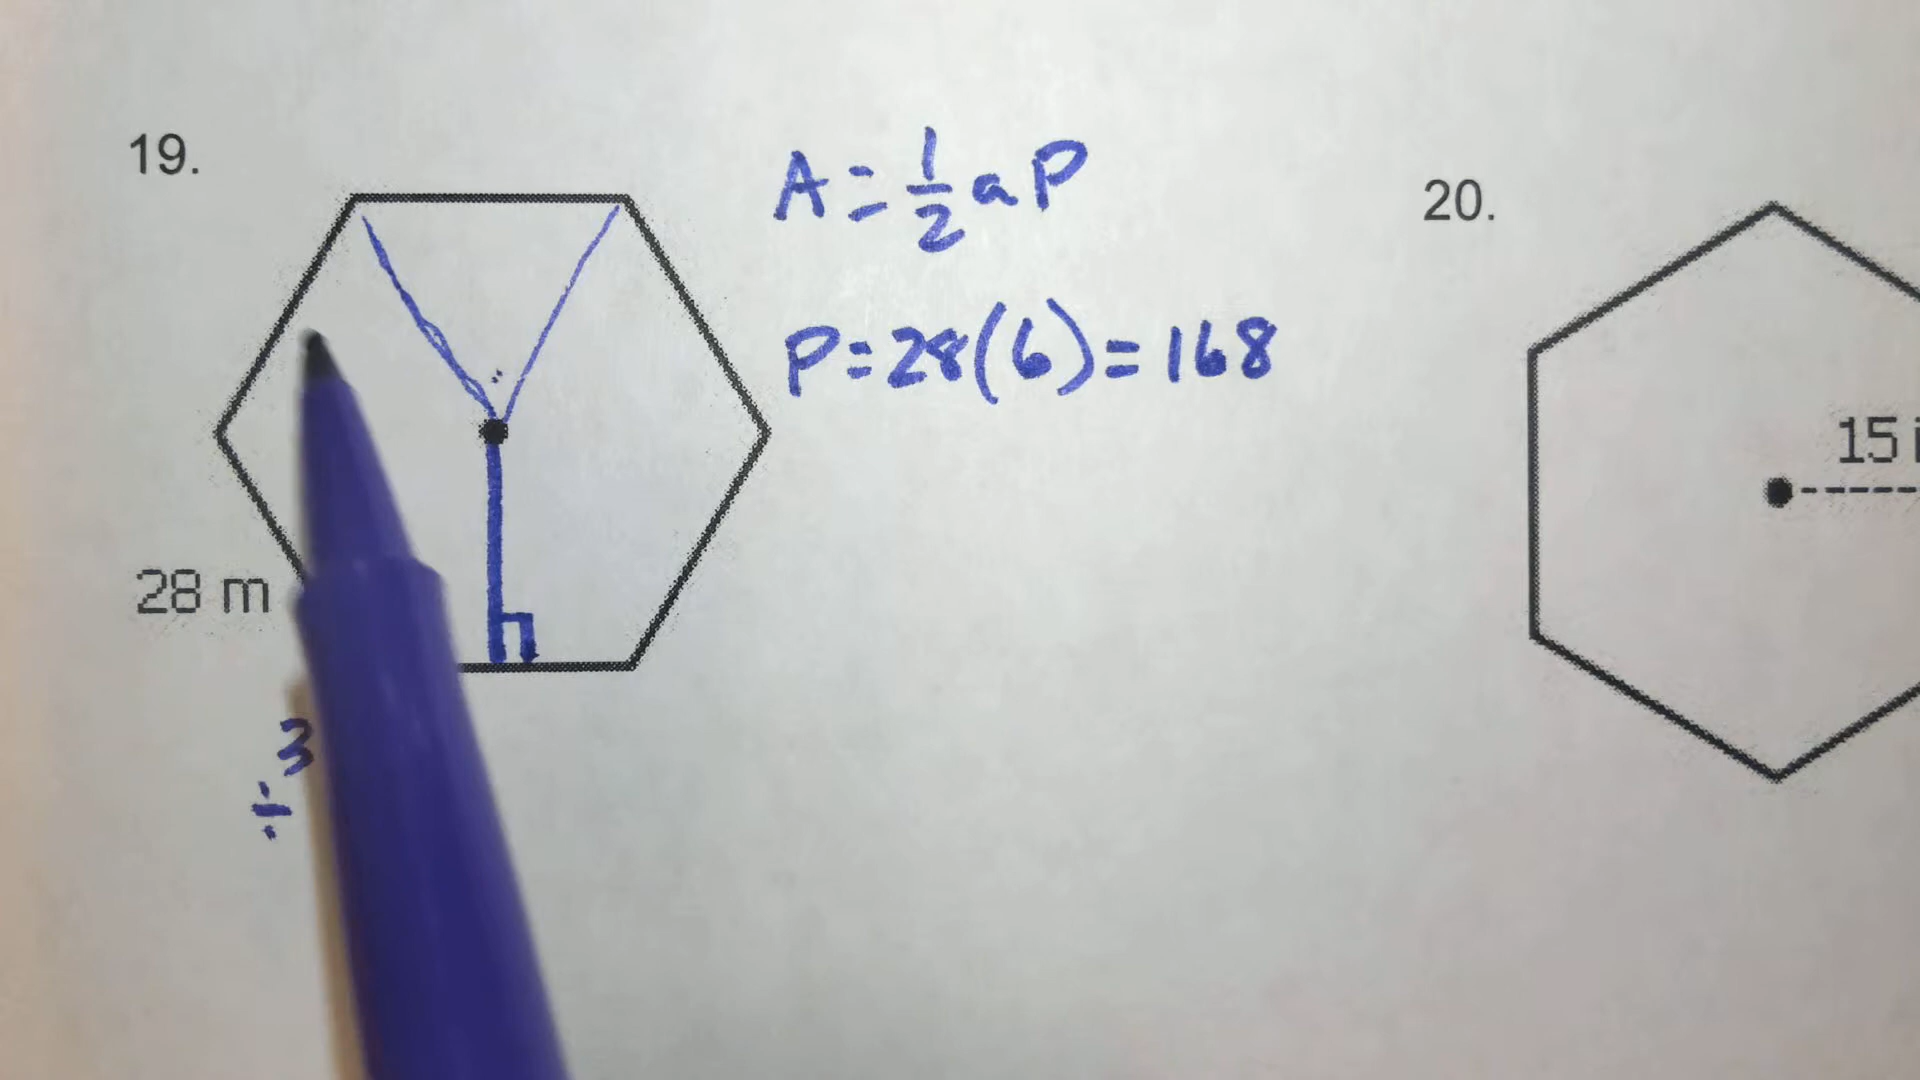 19.
A = 1/2 a P
P = 28(6) = 168
28 m
÷ 3
20.
15 i